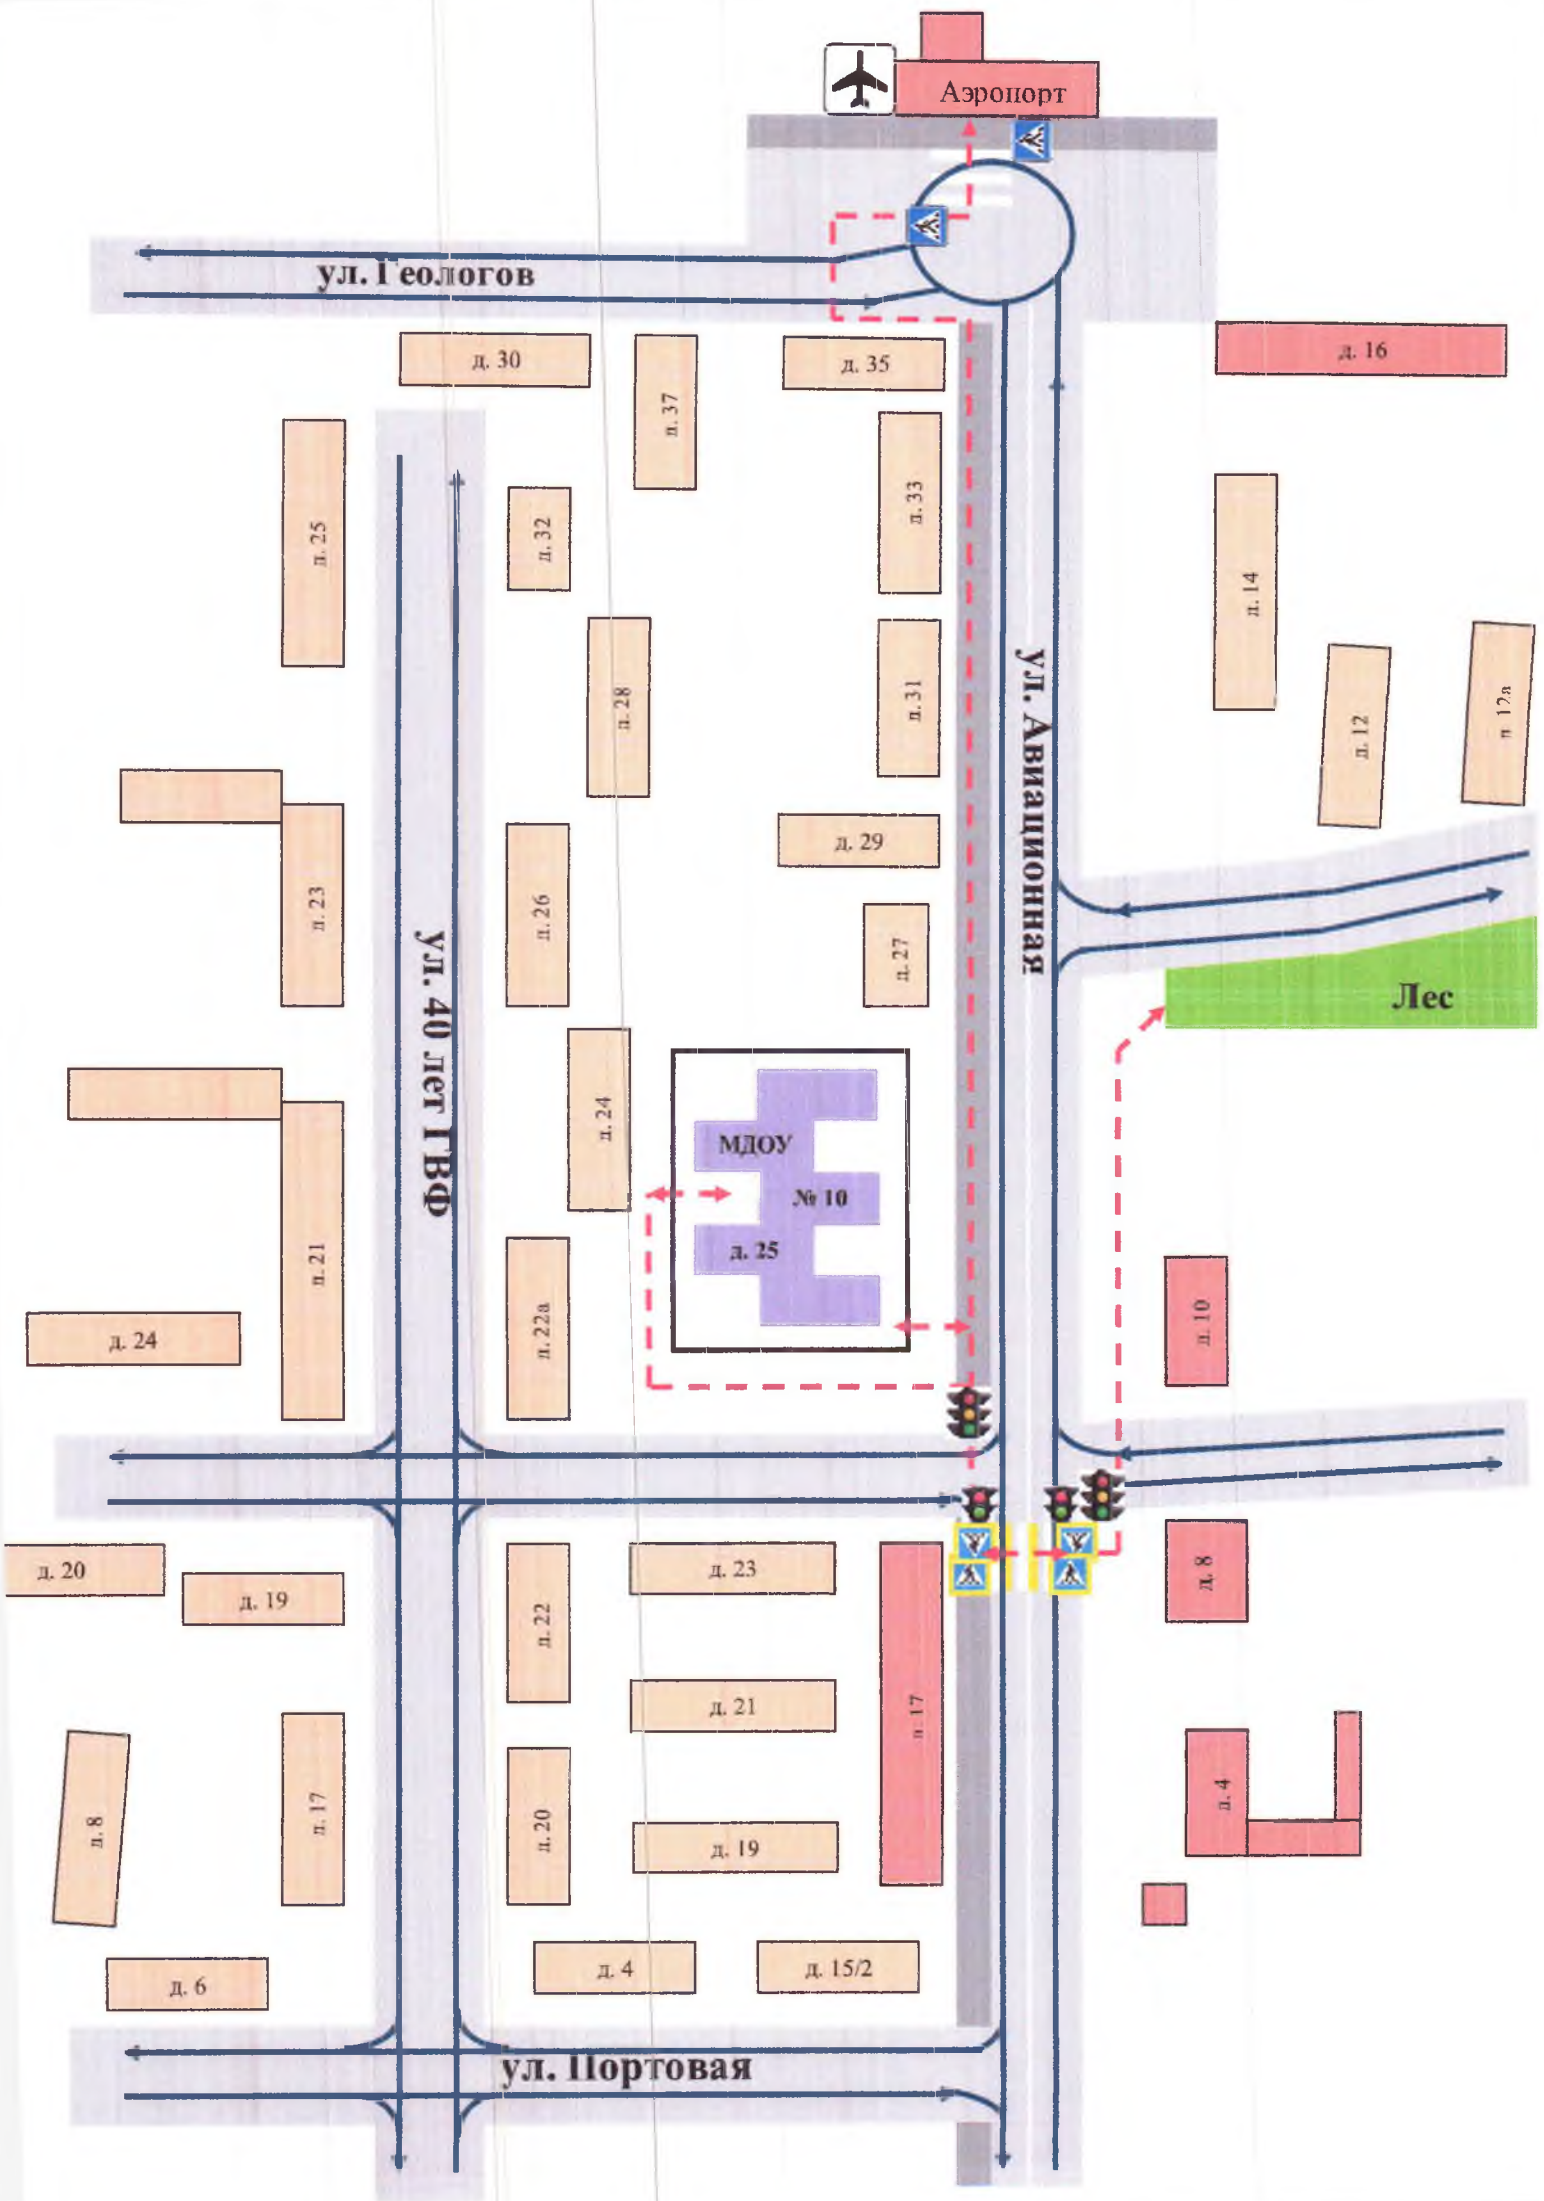 Аэропорт
ул. Геологов
д. 30
д. 37
д. 35
д. 16
д. 25
д. 32
д. 33
д. 14
д. 28
д. 31
ул. Авиационная
д. 12
д. 12а
д. 23
д. 26
д. 29
д. 27
Лес
ул. 40 лет ГВФ
д. 24
МДОУ
№ 10
д. 25
д. 21
д. 24
д. 22а
д. 10
д. 20
д. 19
д. 22
д. 23
д. 8
д. 21
д. 17
д. 8
д. 17
д. 20
д. 19
д. 4
д. 6
д. 4
д. 15/2
ул. Портовая